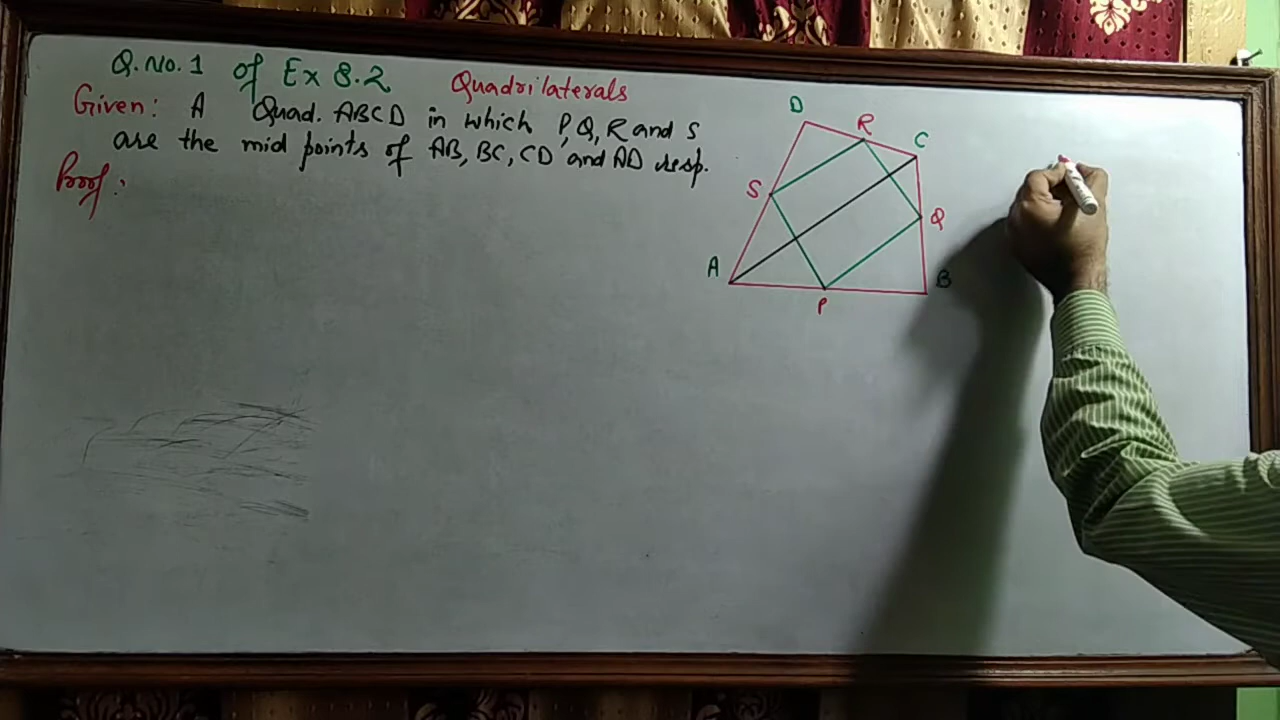 Q. No. 1 of Ex 8.2 Quadrilaterals
Given: A Quad. ABCD in which P, Q, R and S
are the mid points of AB, BC, CD and AD resp.
Proof:
D
R
C
S
Q
A
B
P